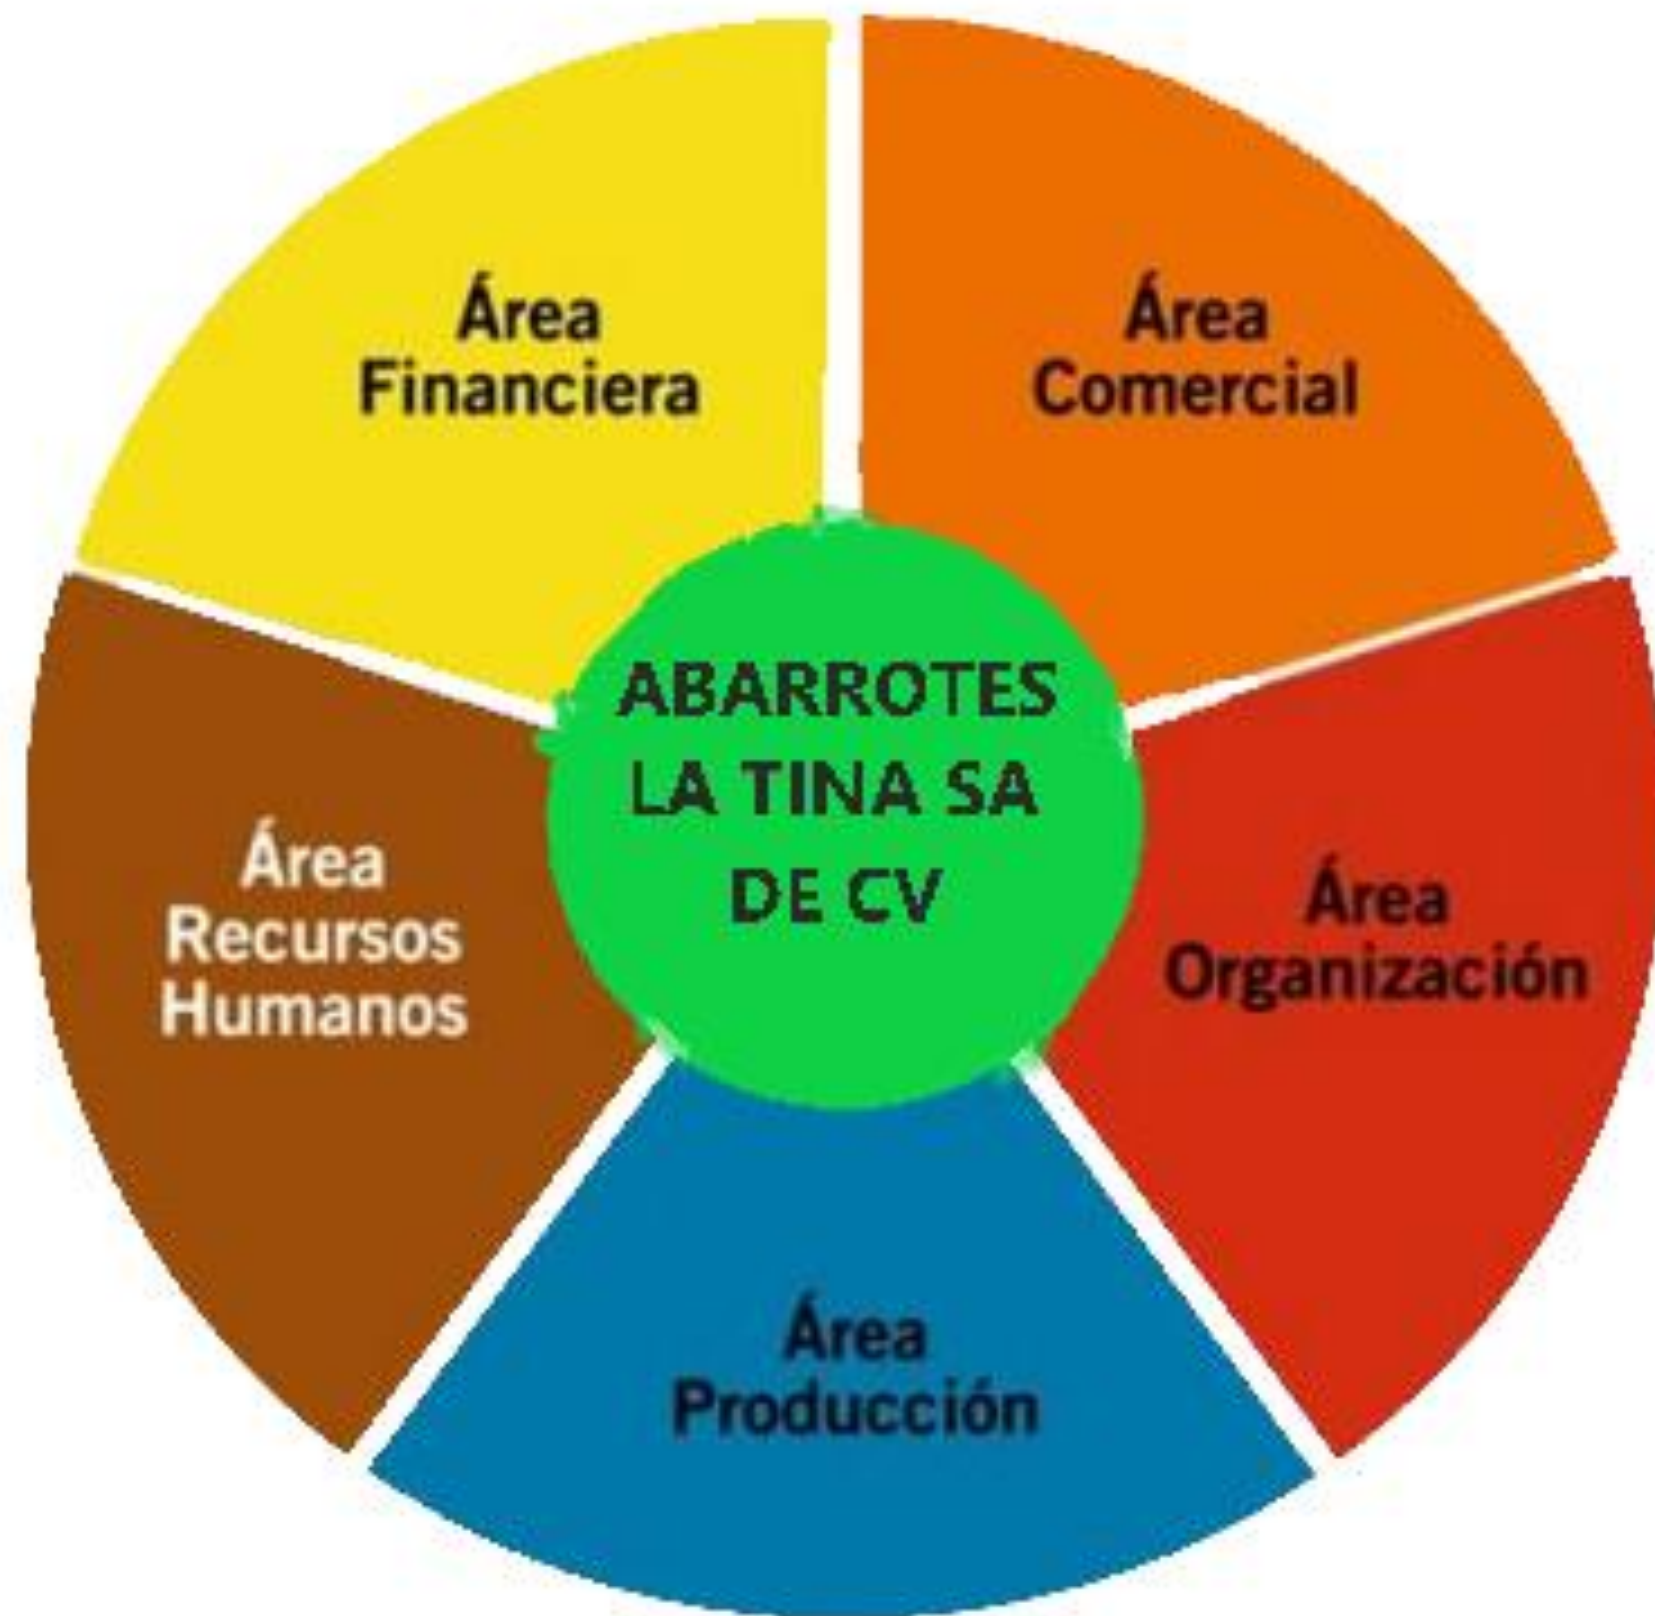 Área
Financiera
Área
Comercial
ABARROTES
LA TINA SA
DE CV
Área
Recursos
Humanos
Área
Organización
Área
Producción